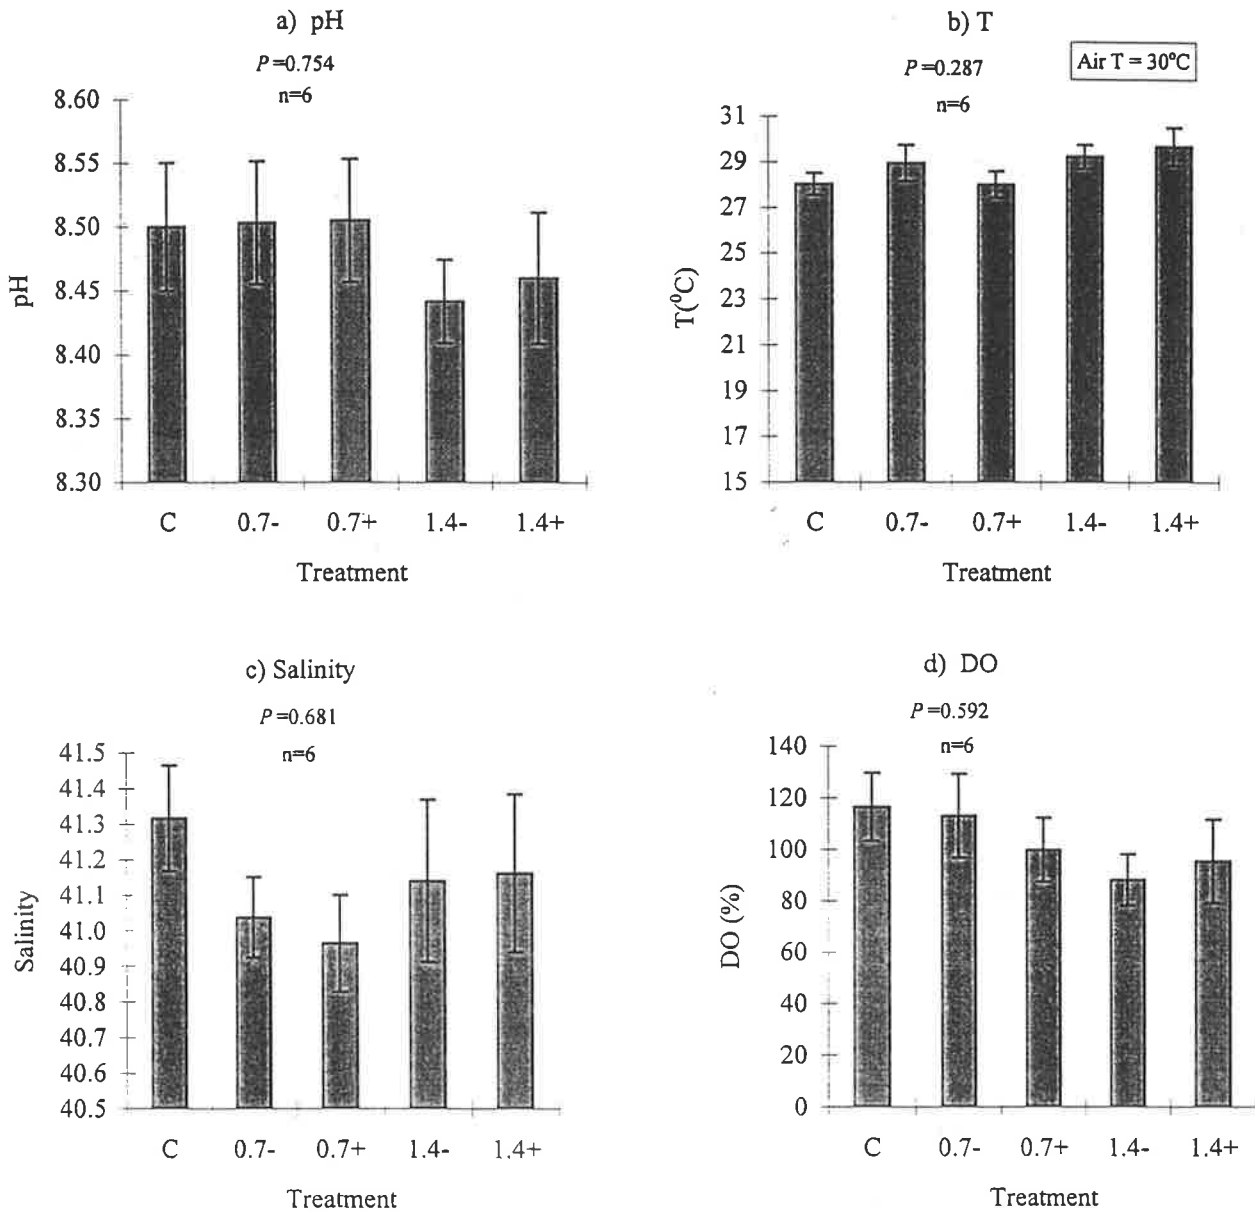 a) pH
P=0.754
n=6
8.60
8.55
8.50
8.45
8.40
8.35
8.30
pH
C 0.7- 0.7+ 1.4- 1.4+
Treatment
b) T
P=0.287
n=6
Air T = 30°C
31
29
27
25
23
21
19
17
15
T(⁰C)
C 0.7- 0.7+ 1.4- 1.4+
Treatment
c) Salinity
P=0.681
n=6
41.5
41.4
41.3
41.2
41.1
41.0
40.9
40.8
40.7
40.6
40.5
Salinity
C 0.7- 0.7+ 1.4- 1.4+
Treatment
d) DO
P=0.592
n=6
140
120
100
80
60
40
20
0
DO (%)
C 0.7- 0.7+ 1.4- 1.4+
Treatment